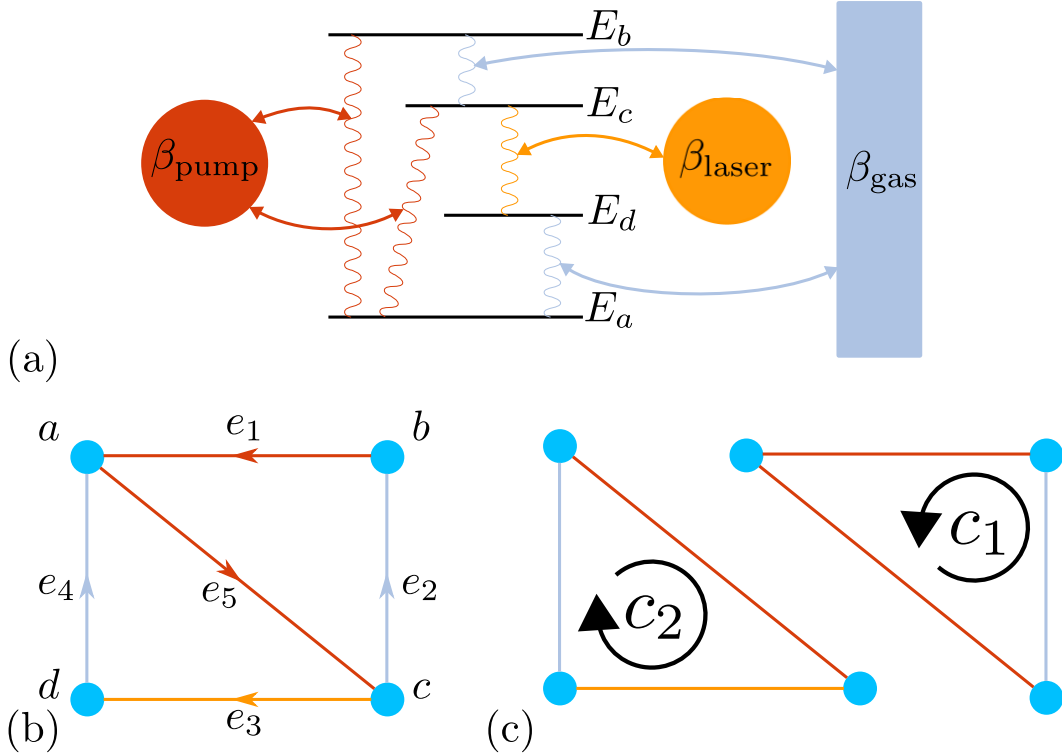 E_b
E_c
β_pump
β_laser
β_gas
E_d
E_a
(a)
a
e_1
b
c_1
e_4
e_5
e_2
c_2
d
e_3
c
(b)
(c)